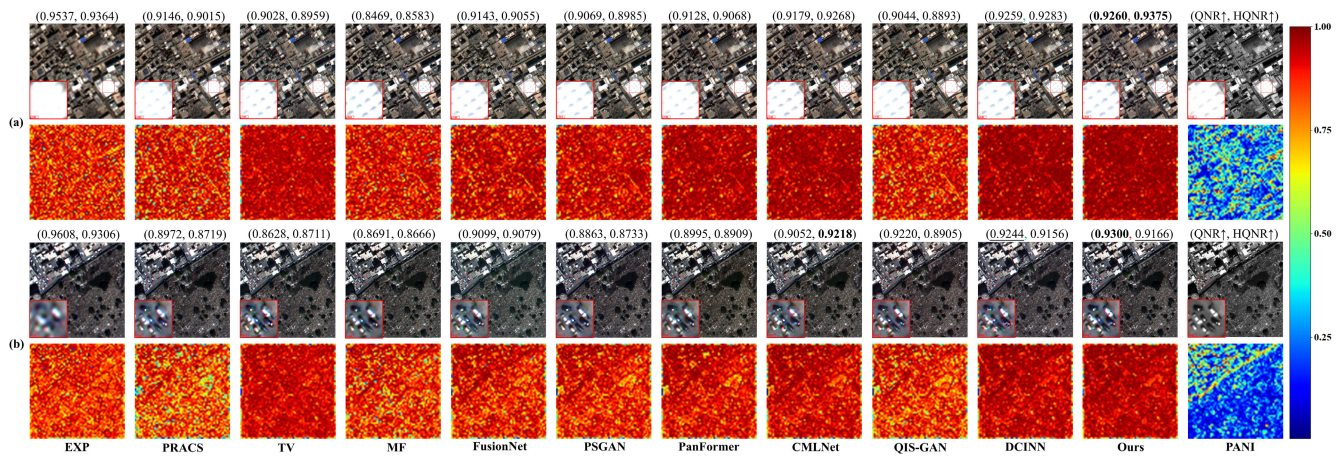 (0.9537, 0.9364) (0.9146, 0.9015) (0.9028, 0.8959) (0.8469, 0.8583) (0.9143, 0.9055) (0.9069, 0.8985) (0.9128, 0.9068) (0.9179, 0.9268) (0.9044, 0.8893) (0.9259, 0.9283) (0.9260, 0.9375) (QNR↑, HQNR↑)
1.00
(a)
0.75
(0.9608, 0.9306) (0.8972, 0.8719) (0.8628, 0.8711) (0.8691, 0.8666) (0.9099, 0.9079) (0.8863, 0.8733) (0.8995, 0.8909) (0.9052, 0.9218) (0.9220, 0.8905) (0.9244, 0.9156) (0.9300, 0.9166) (QNR↑, HQNR↑)
0.50
0.25
(b)
0.00
EXP PRACS TV MF FusionNet PSGAN PanFormer CMLNet QIS-GAN DCINN Ours PANI